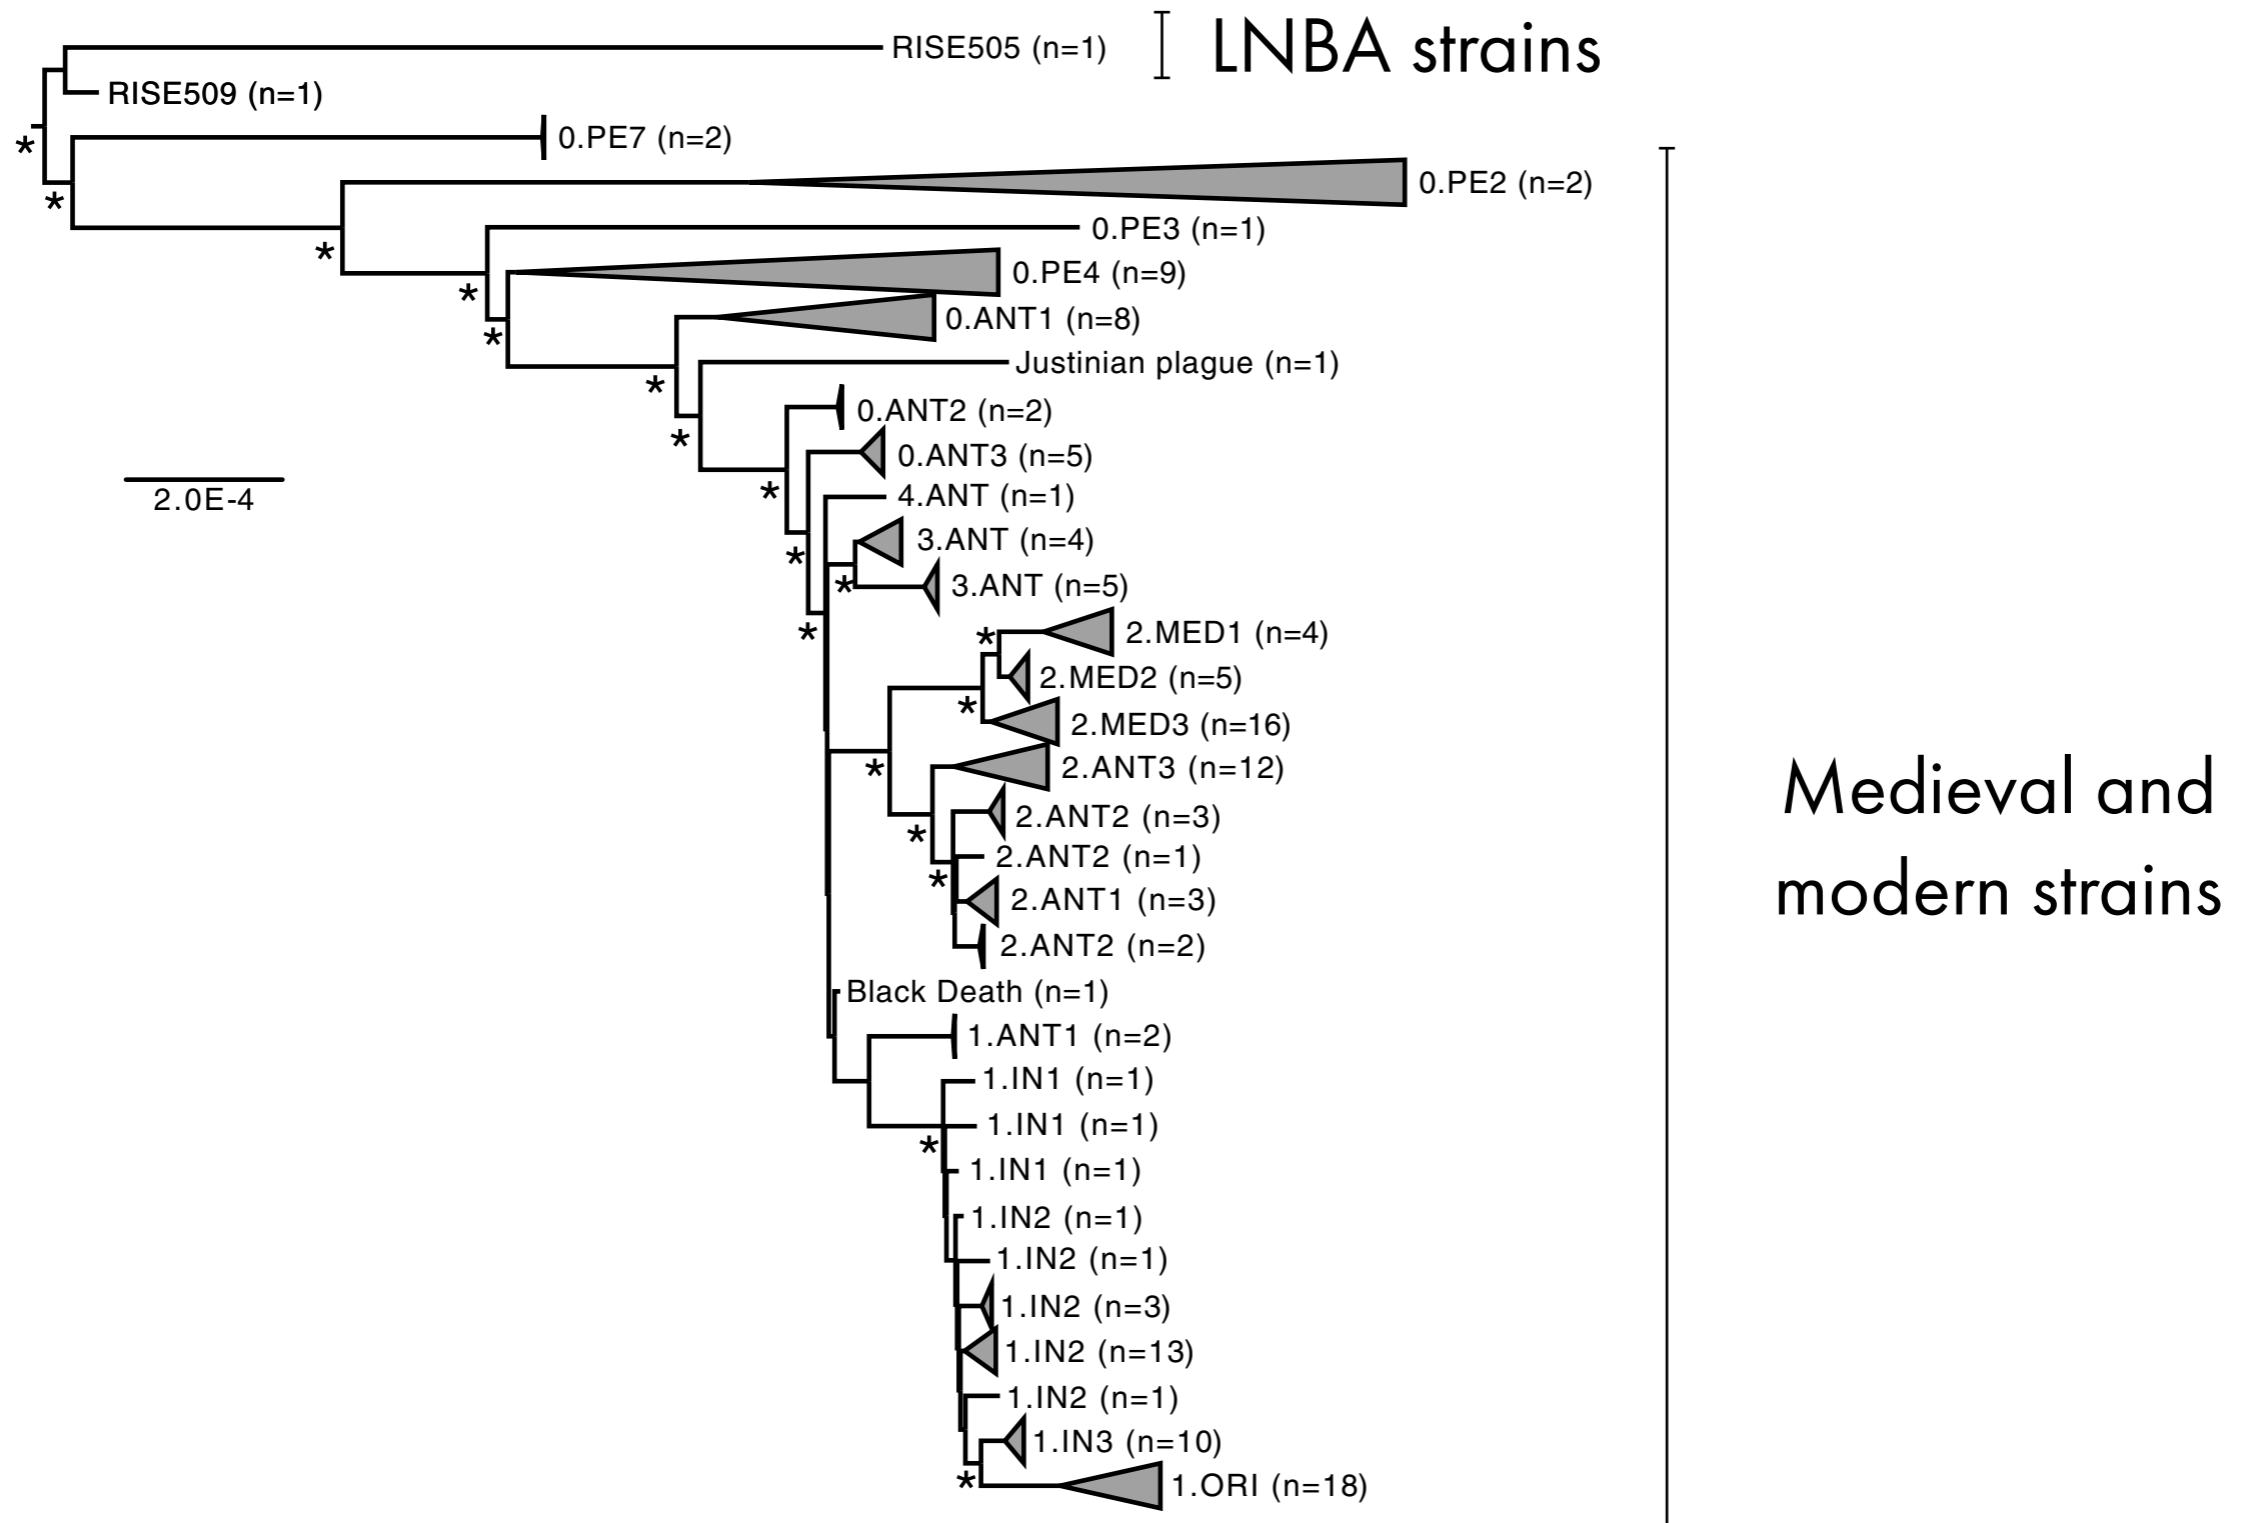 RISE505 (n=1)
LNBA strains
RISE509 (n=1)
*
0.PE7 (n=2)
*
0.PE2 (n=2)
*
0.PE3 (n=1)
*
0.PE4 (n=9)
*
0.ANT1 (n=8)
*
Justinian plague (n=1)
*
0.ANT2 (n=2)
*
0.ANT3 (n=5)
2.0E-4
4.ANT (n=1)
*
3.ANT (n=4)
*
3.ANT (n=5)
*
2.MED1 (n=4)
*
2.MED2 (n=5)
*
2.MED3 (n=16)
*
2.ANT3 (n=12)
*
2.ANT2 (n=3)
2.ANT2 (n=1)
*
2.ANT1 (n=3)
2.ANT2 (n=2)
Medieval and
modern strains
Black Death (n=1)
1.ANT1 (n=2)
1.IN1 (n=1)
1.IN1 (n=1)
*
1.IN1 (n=1)
1.IN2 (n=1)
1.IN2 (n=1)
1.IN2 (n=3)
1.IN2 (n=13)
1.IN2 (n=1)
1.IN3 (n=10)
*
1.ORI (n=18)